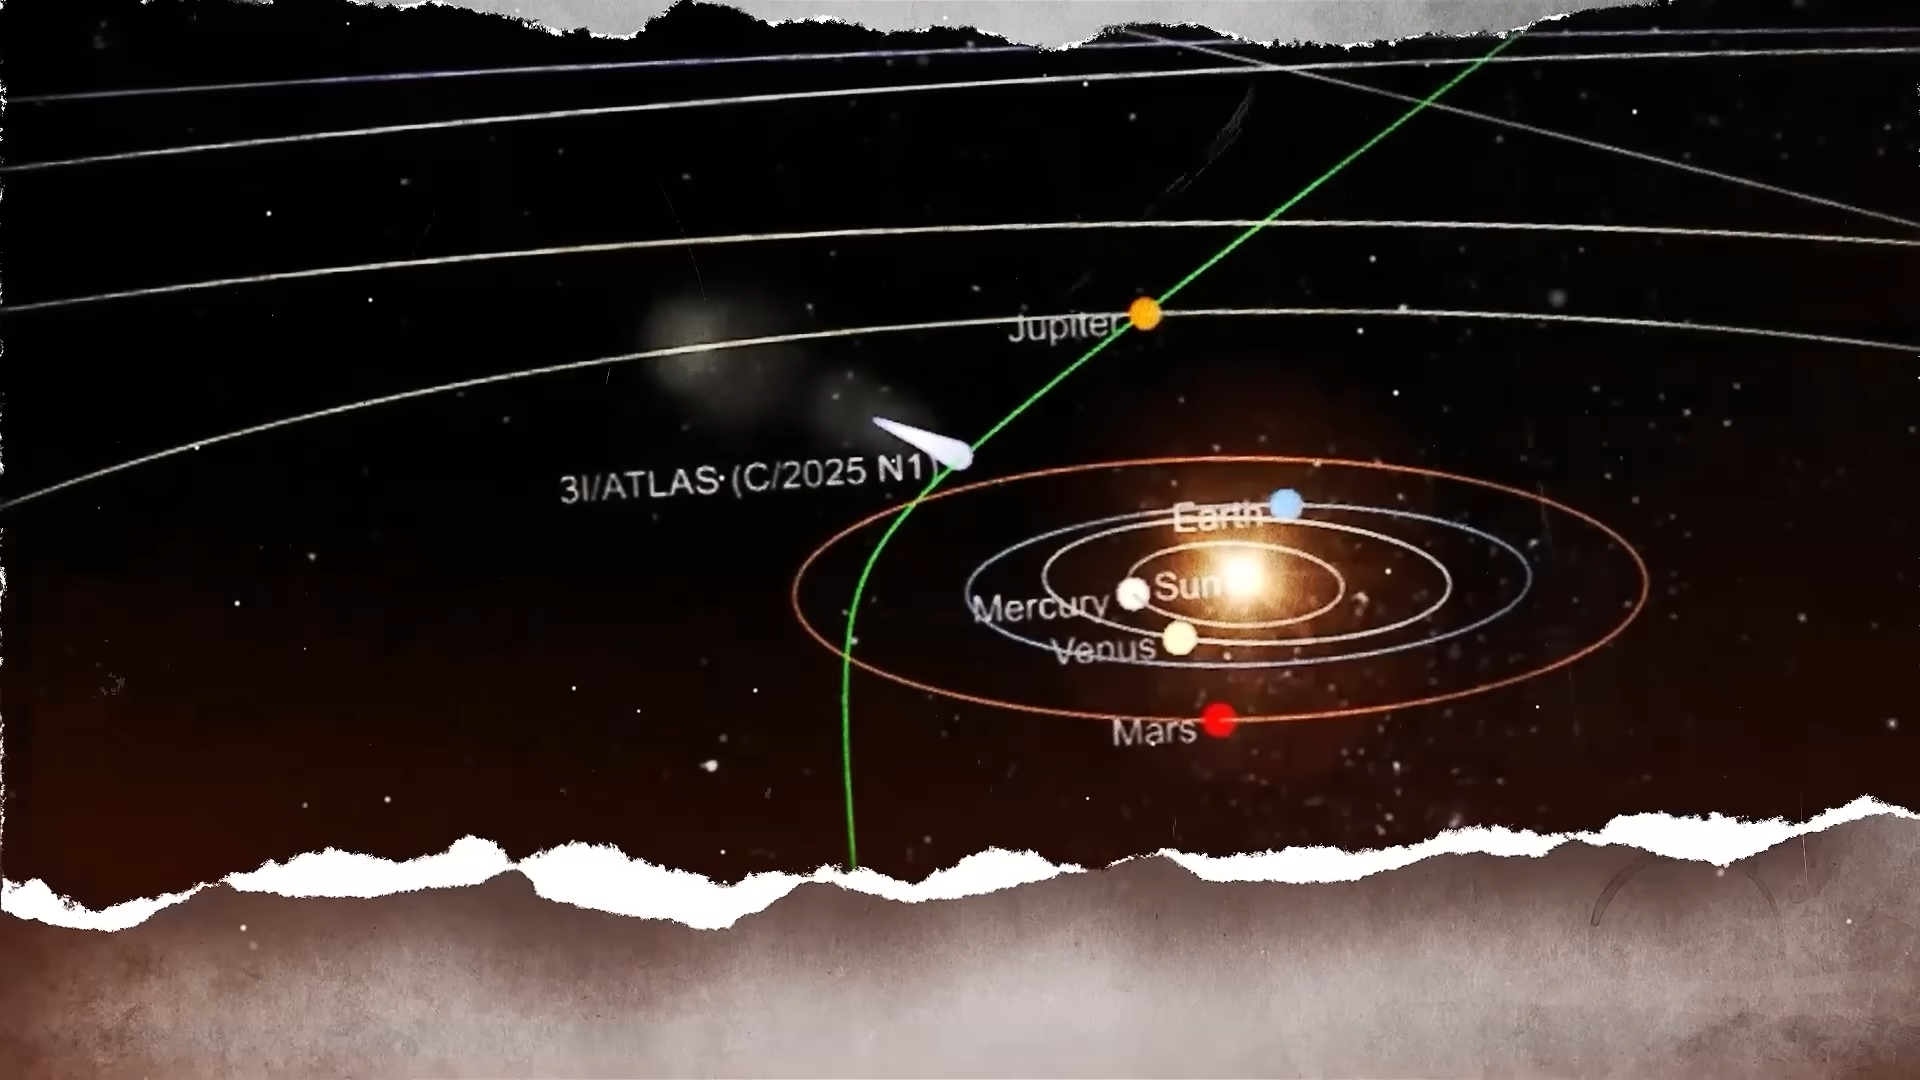 Jupiter
3I/ATLAS (C/2025 N1)
Earth
Sun
Mercury
Venus
Mars